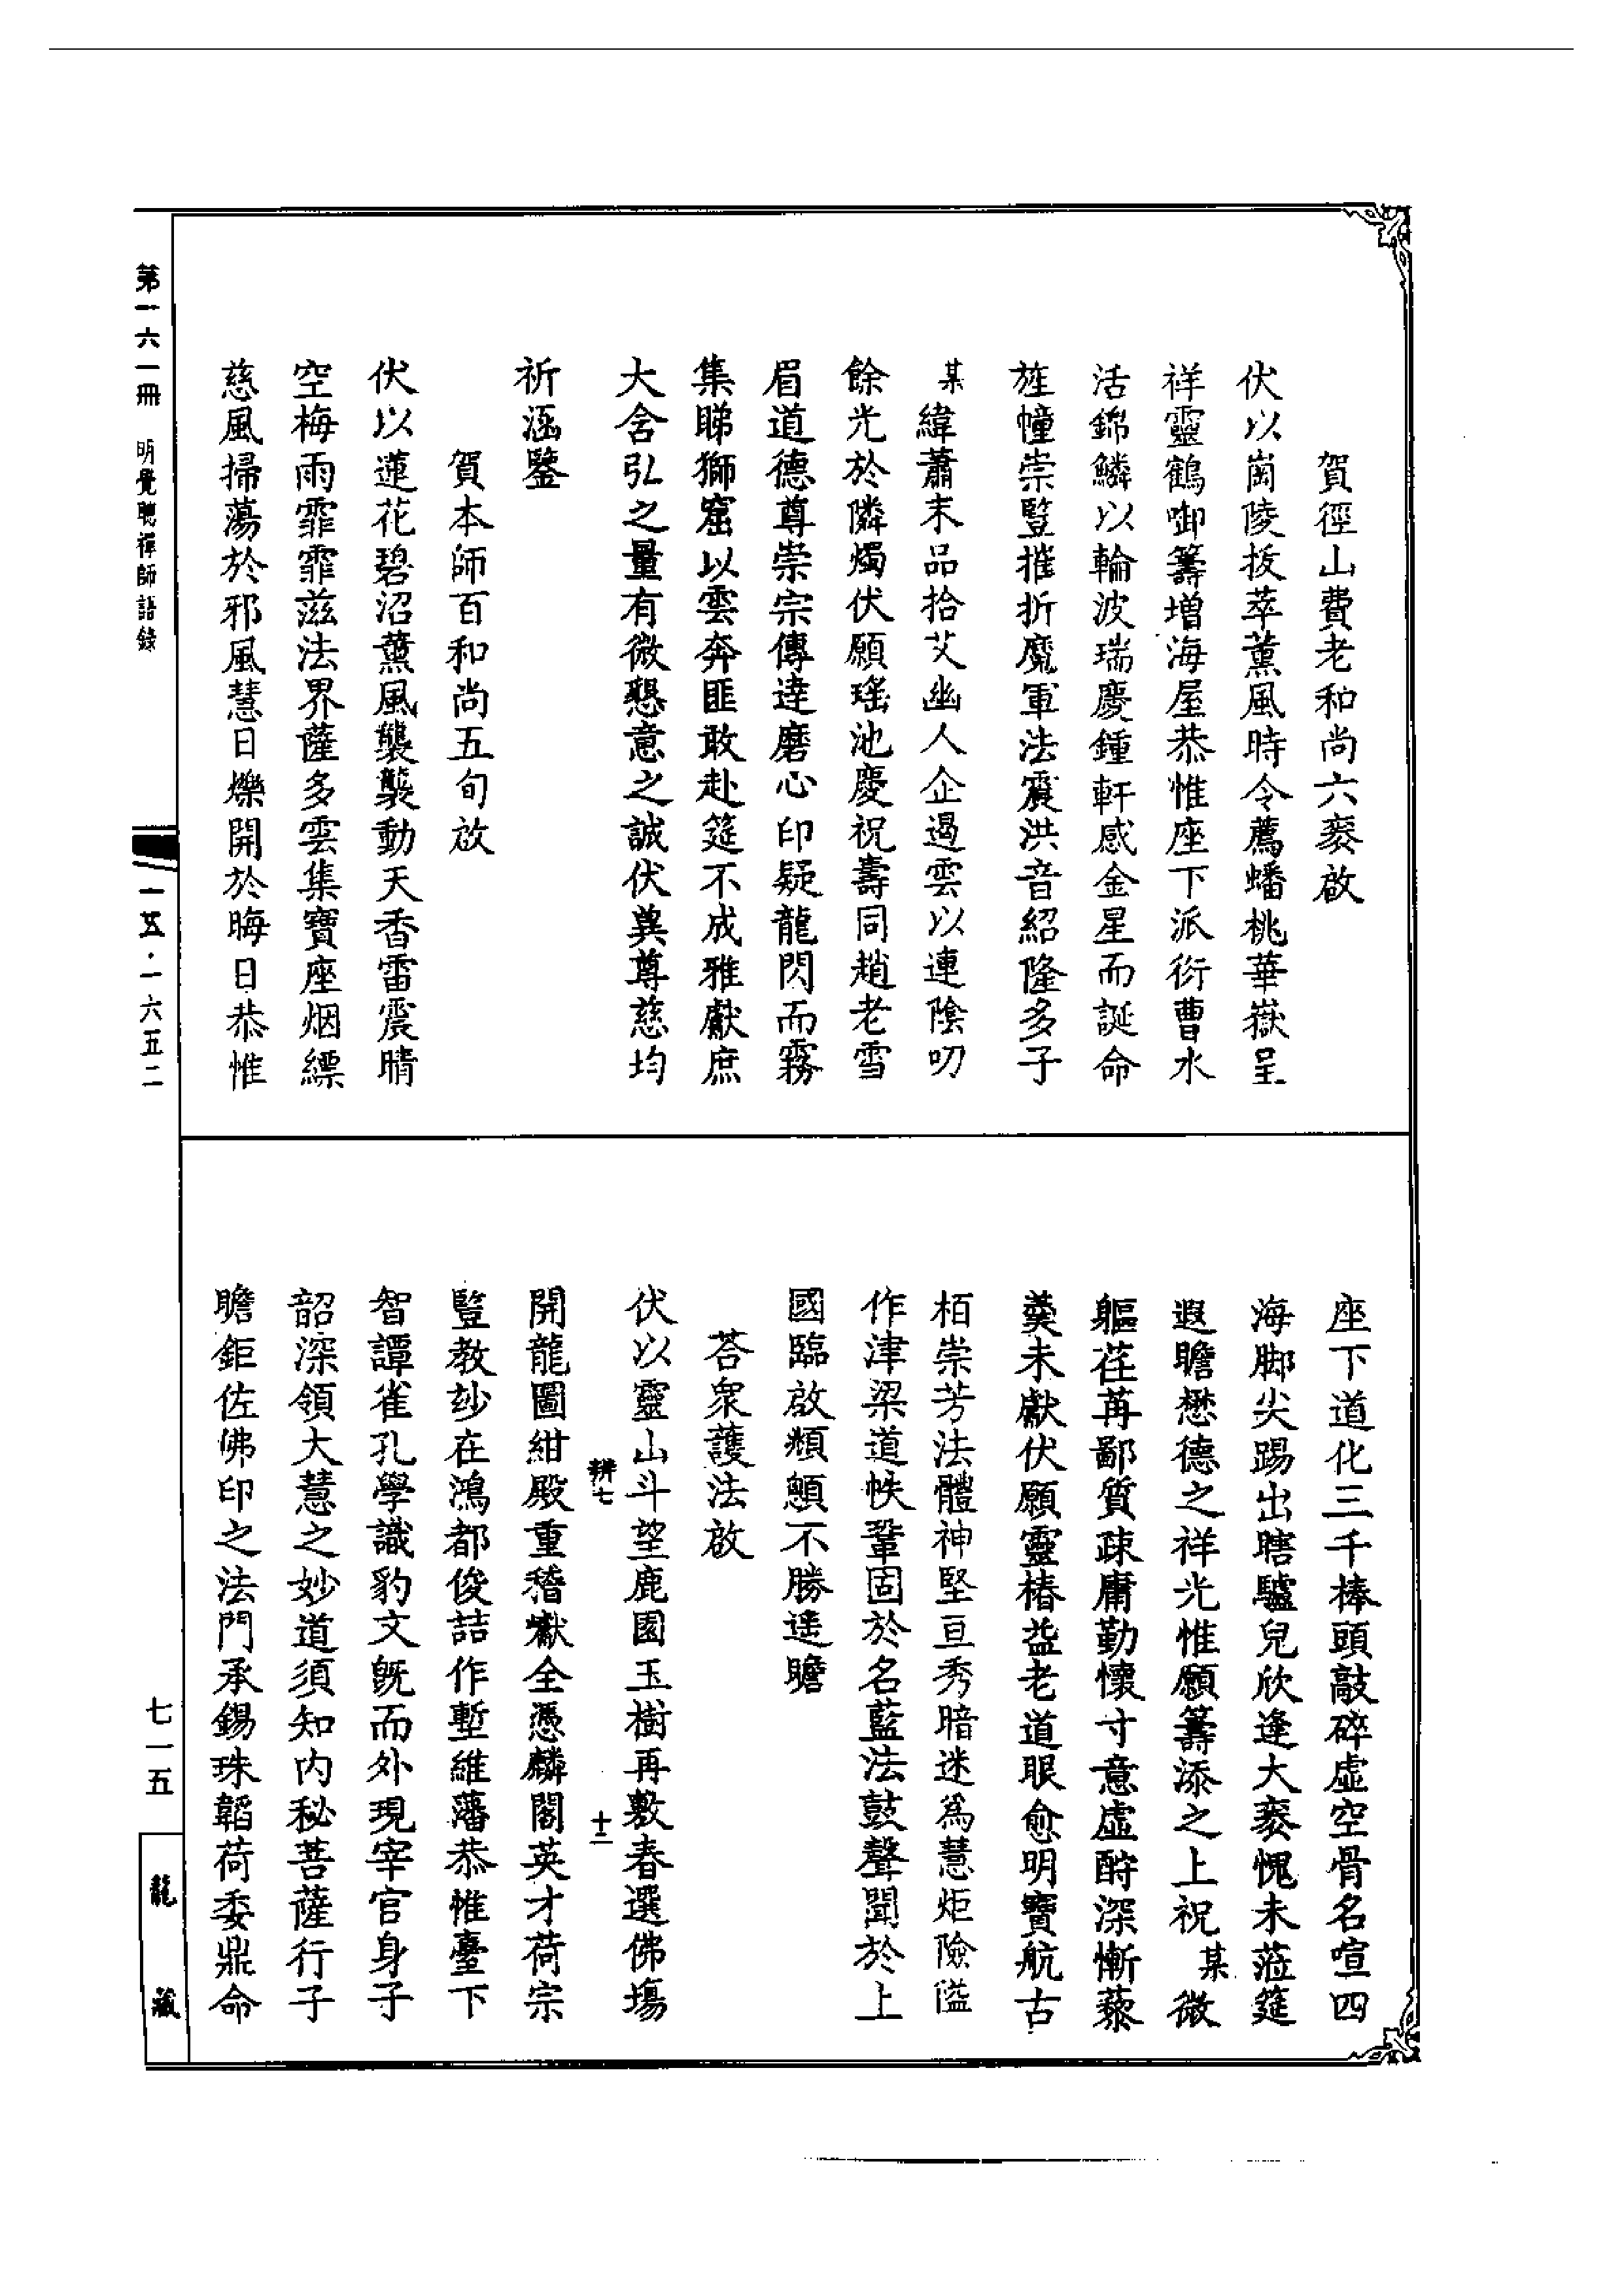 賀徑山費老和尚六袠啟
伏以崗陵拔萃薰風時令薦蟠桃華嶽呈
祥靈鶴啣籌增海屋恭惟座下派衍曹水
活錦鱗以輪波瑞慶鍾軒感金星而誕命
旌幢崇豎摧折魔軍法震洪音紹隆多子
某緯蕭末品拾艾幽人企遏雲以連陰叨
餘光於隣燭伏願瑤池慶祝壽同趙老雪
眉道德尊崇宗傳達磨心印疑龍閃而霧
集睇獅窟以雲奔匪敢赴筵不成雅獻庶
大含弘之量有微懇意之誠伏兾尊慈均
祈涵鑒
賀本師百和尚五旬啟
伏以蓮花碧沼薰風襲襲動天香雷震晴
空梅雨霏霏滋法界薩多雲集寶座烟縹
慈風掃蕩於邪風慧日爍開於晦日恭惟
座下道化三千棒頭敲碎虛空骨名喧四
海脚尖踢出瞎驢兒欣逢大袠愧未蒞筵
遐瞻懋德之祥光惟願籌添之上祝某微
軀荏苒鄙質疎庸勤懷寸意虛酧深慚藜
羮未獻伏願靈椿益老道眼愈明寶航古
栢崇芳法體神堅亘秀暗迷為慧炬險隘
作津梁道帙鞏固於名藍法鼓聲聞於上
國臨啟頮顖不勝遙瞻
荅衆護法啟
伏以靈山斗望鹿園玉樹再敷春選佛塲
開龍圖紺殿重稽獻全憑麟閣英才荷宗
豎教玅在鴻都俊喆作塹維藩恭惟臺下
智譚雀孔學識豹文旣而外現宰官身子
韶深領大慧之妙道須知內秘菩薩行子
瞻鉅佐佛印之法門承錫珠韜荷委鼎命
辨七
十二
第一六一冊
明覺聰禪師語錄
一五·一六五二
七一五
龍藏